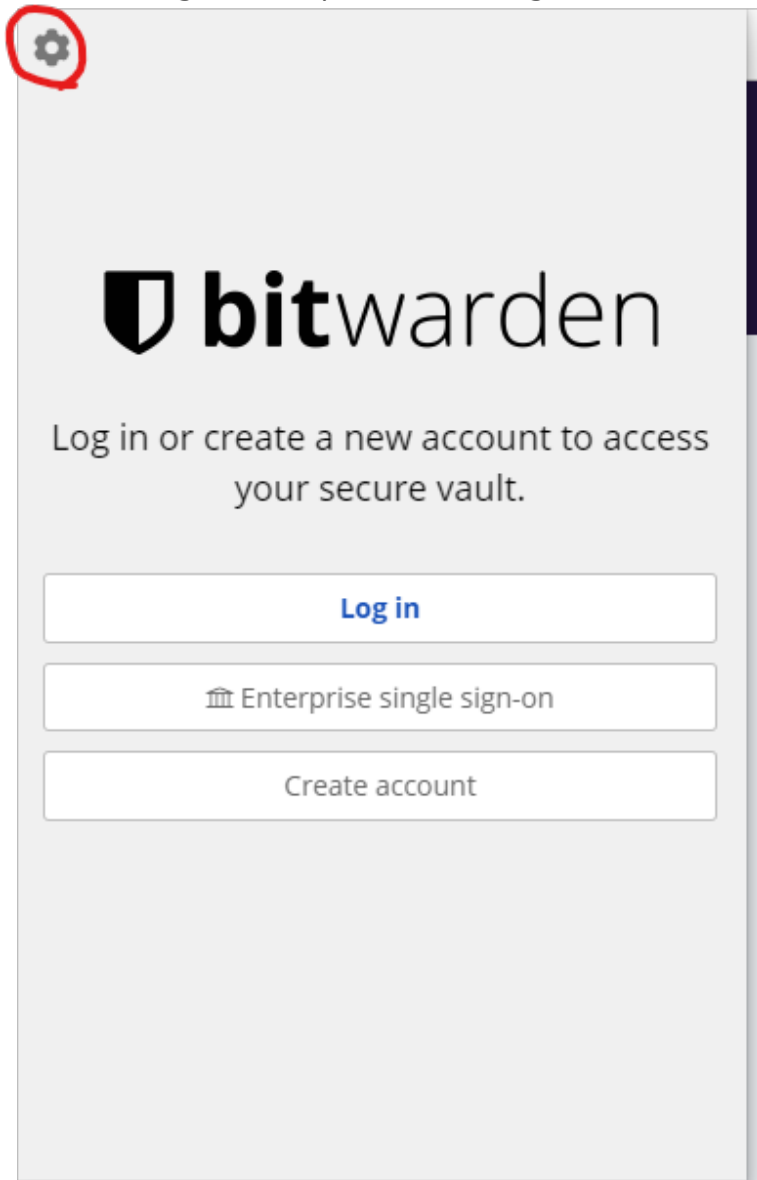 bitwarden
Log in or create a new account to access
your secure vault.
Log in
Enterprise single sign-on
Create account